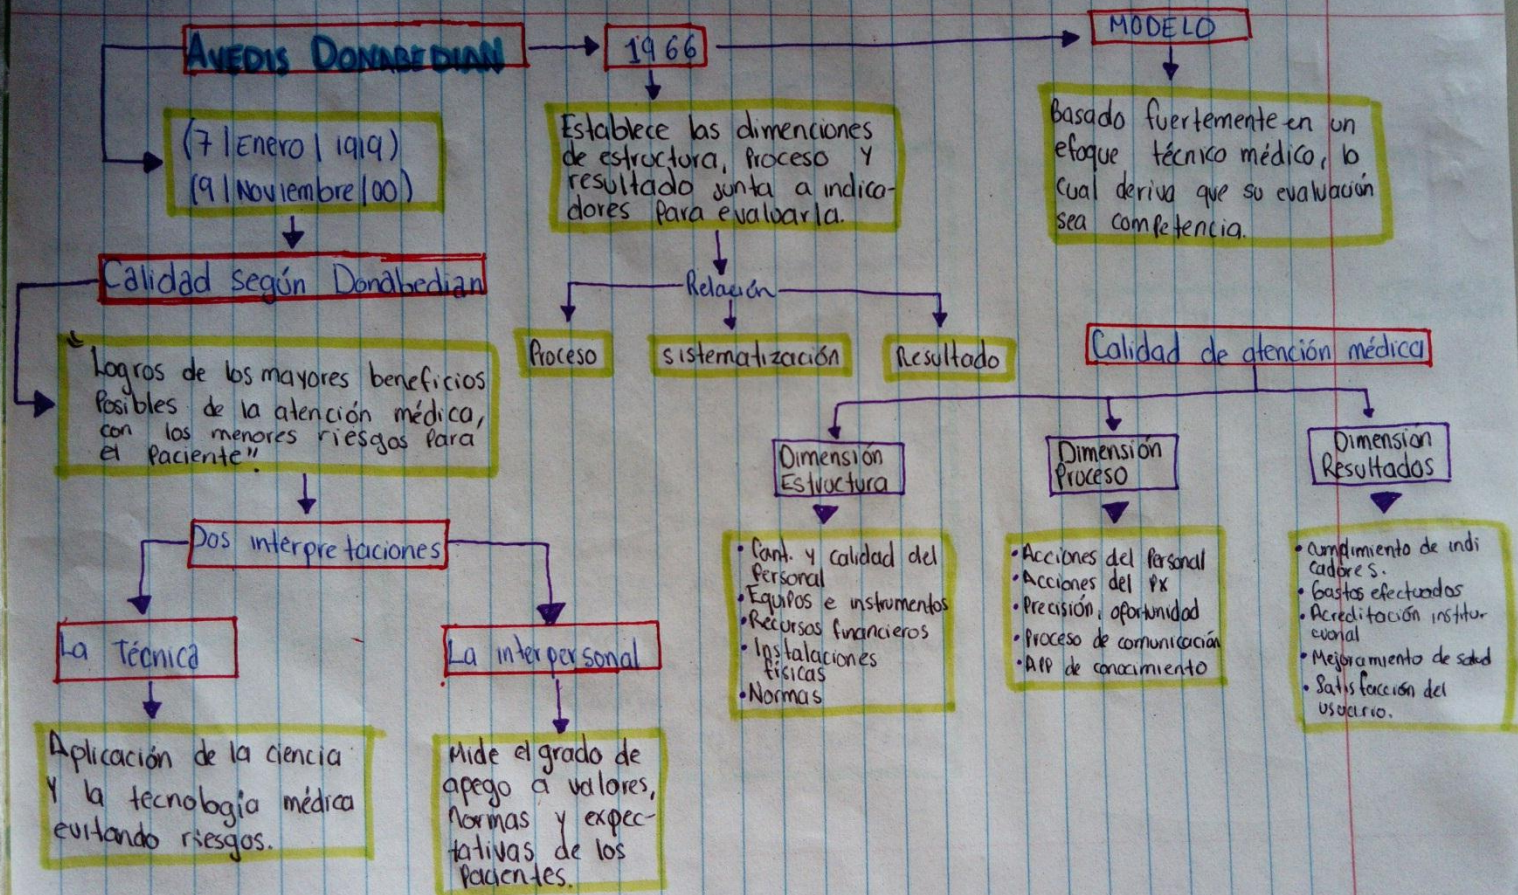 AVEDIS DONABEDIAN
1966
MODELO
(7 | Enero | 1919)
(9 | Noviembre | 00)
Establece las dimenciones
de estructura, Proceso y
resultado junta a indica-
dores para evaluarla.
Basado fuertemente en un
efoque técnico médico, lo
cual deriva que su evaluación
sea competencia.
Calidad según Donabedian
Relación
Proceso
sistematización
Resultado
"Logros de los mayores beneficios
Posibles de la atención médica,
con los menores riesgos Para
el Paciente".
Calidad de atención médica
Dimensión
Estructura
Dimensión
Proceso
Dimensión
Resultados
• Cant. y calidad del
Personal
• Equipos e instrumentos
• Recursos financieros
• Instalaciones
físicas
• Normas
• Acciones del Personal
• Acciones del Px
• Precisión, oportunidad
• Proceso de comunicación
• APP de conocimiento
• Cumplimiento de indi
cadores.
• Gastos efectuados
• Acreditación institu
cuonal
• Mejoramiento de salud
• Satisfacción del
usuario.
Dos interpretaciones
La Técnica
La interpersonal
Aplicación de la ciencia
y la tecnología médica
evitando riesgos.
Mide el grado de
apego a valores,
Normas y expec-
tativas de los
Pacientes.